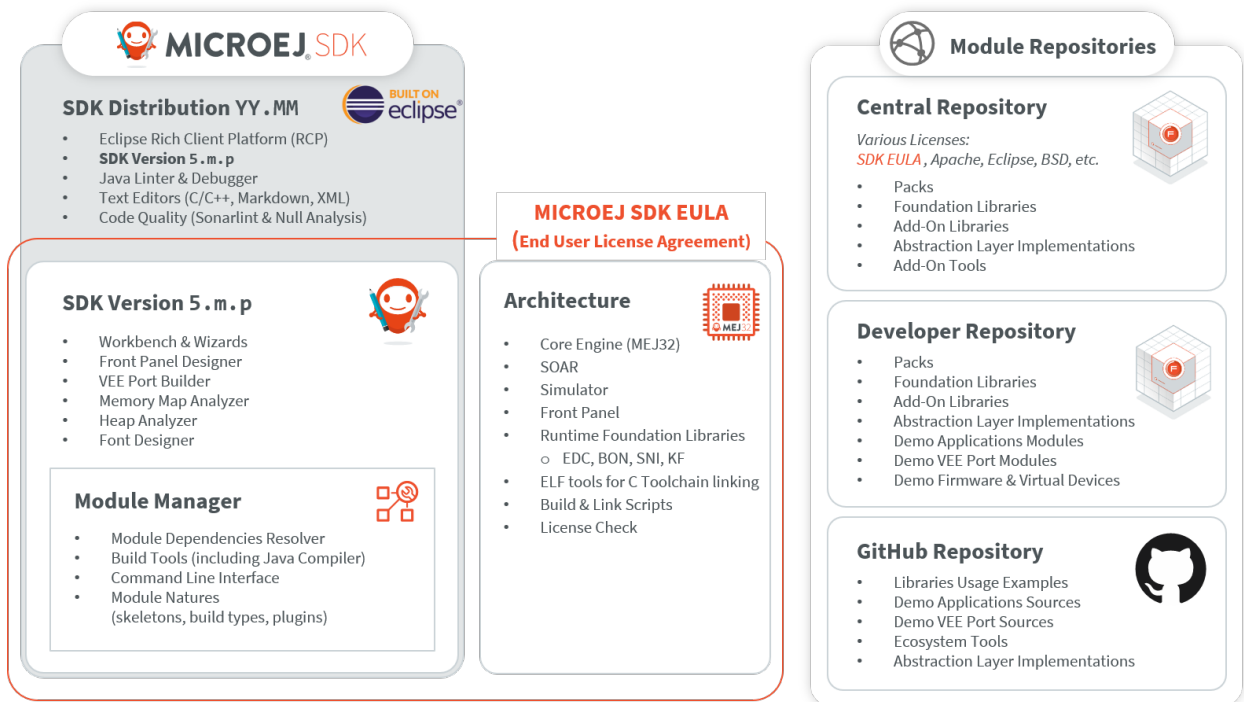 MICROEJ® SDK
SDK Distribution YY.MM
BUILT ON
eclipse®
• Eclipse Rich Client Platform (RCP)
• SDK Version 5.m.p
• Java Linter & Debugger
• Text Editors (C/C++, Markdown, XML)
• Code Quality (Sonarlint & Null Analysis)
MICROEJ SDK EULA
(End User License Agreement)
SDK Version 5.m.p
• Workbench & Wizards
• Front Panel Designer
• VEE Port Builder
• Memory Map Analyzer
• Heap Analyzer
• Font Designer
Module Manager
• Module Dependencies Resolver
• Build Tools (including Java Compiler)
• Command Line Interface
• Module Natures
(skeletons, build types, plugins)
Architecture
MEJ32
• Core Engine (MEJ32)
• SOAR
• Simulator
• Front Panel
• Runtime Foundation Libraries
o EDC, BON, SNI, KF
• ELF tools for C Toolchain linking
• Build & Link Scripts
• License Check
Module Repositories
Central Repository
Various Licenses:
SDK EULA , Apache, Eclipse, BSD, etc.
• Packs
• Foundation Libraries
• Add-On Libraries
• Abstraction Layer Implementations
• Add-On Tools
Developer Repository
• Packs
• Foundation Libraries
• Add-On Libraries
• Abstraction Layer Implementations
• Demo Applications Modules
• Demo VEE Port Modules
• Demo Firmware & Virtual Devices
GitHub Repository
• Libraries Usage Examples
• Demo Applications Sources
• Demo VEE Port Sources
• Ecosystem Tools
• Abstraction Layer Implementations